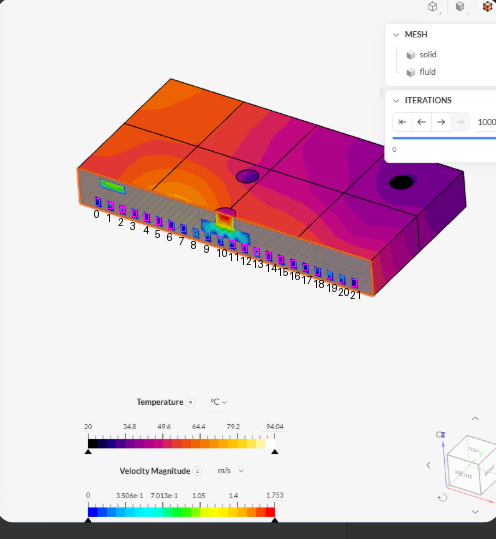 MESH
solid
fluid
ITERATIONS
1000
0
0 1 2 3 4 5 6 7 8 9 10 11 12 13 14 15 16 17 18 19 20 21
Temperature °C
20 34.8 49.6 64.4 79.2 94.04
Velocity Magnitude m/s
0 3.506e-1 7.013e-1 1.05 1.4 1.753
FRONT